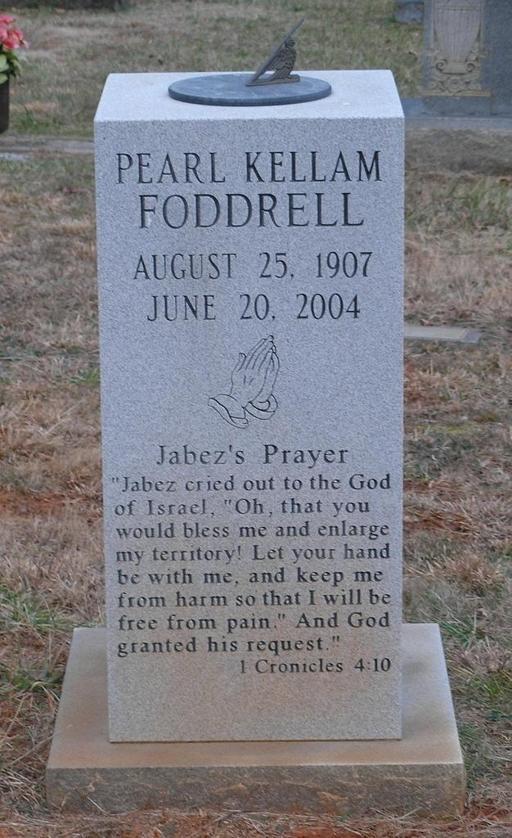 PEARL KELLAM
FODDRELL
AUGUST 25, 1907
JUNE 20, 2004
Jabez's Prayer
"Jabez cried out to the God
of Israel, "Oh, that you
would bless me and enlarge
my territory! Let your hand
be with me, and keep me
from harm so that I will be
free from pain." And God
granted his request."
1 Cronicles 4:10